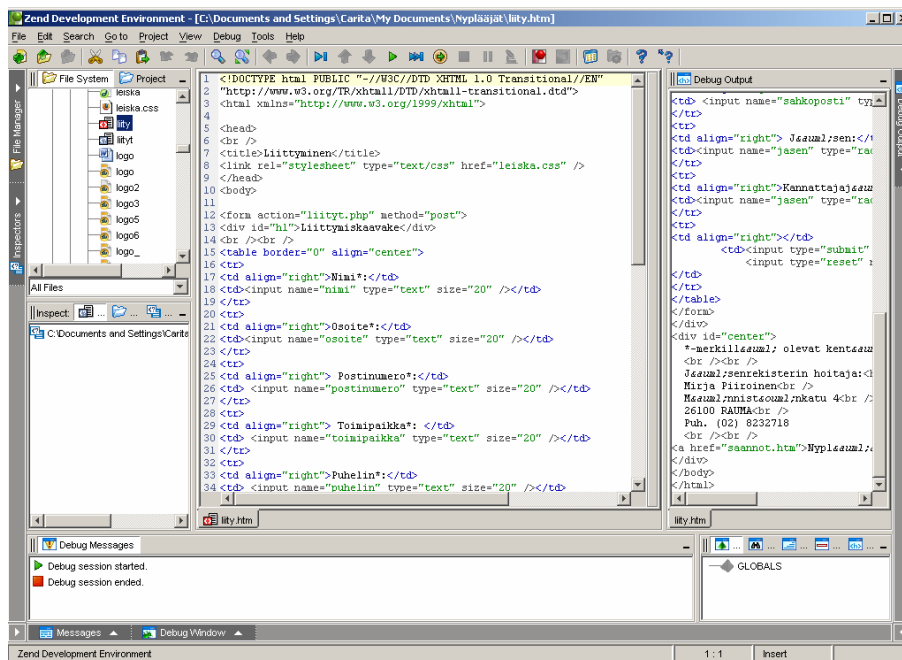 Zend Development Environment - [C:\Documents and Settings\Carita\My Documents\Nyplääjät\liity.htm]
File Edit Search Go to Project View Debug Tools Help
File Manager
Inspectors
File System Project
leiska
leiska.css
liity
liityt
logo
logo
logo2
logo3
logo5
logo6
logo_
All Files
Inspect: ... ... ...
C:\Documents and Settings\Carita
1 <!DOCTYPE html PUBLIC "-//W3C//DTD XHTML 1.0 Transitional//EN"
2 "http://www.w3.org/TR/xhtml1/DTD/xhtml1-transitional.dtd">
3 <html xmlns="http://www.w3.org/1999/xhtml">
4
5 <head>
6 <br />
7 <title>Liittyminen</title>
8 <link rel="stylesheet" type="text/css" href="leiska.css" />
9 </head>
10 <body>
11
12 <form action="liityt.php" method="post">
13 <div id="h1">Liittymiskaavake</div>
14 <br /><br />
15 <table border="0" align="center">
16 <tr>
17 <td align="right">Nimi*:</td>
18 <td><input name="nimi" type="text" size="20" /></td>
19 </tr>
20 <tr>
21 <td align="right">Osoite*:</td>
22 <td><input name="osoite" type="text" size="20" /></td>
23 </tr>
24 <tr>
25 <td align="right"> Postinumero*:</td>
26 <td> <input name="postinumero" type="text" size="20" /></td>
27 </tr>
28 <tr>
29 <td align="right"> Toimipaikka*: </td>
30 <td> <input name="toimipaikka" type="text" size="20" /></td>
31 </tr>
32 <tr>
33 <td align="right">Puhelin*:</td>
34 <td> <input name="puhelin" type="text" size="20" /></td>
liity.htm
Debug Output
<td> <input name="sahkoposti" typ
</tr>
<tr>
<td align="right"> J&auml;sen:</t
<td><input name="jasen" type="rad
</tr>
<tr>
<td align="right">Kannattajaj&au
<td><input name="jasen" type="rad
</tr>
<tr>
<td align="right"></td>
<td><input type="submit"
<input type="reset" n
</td>
</tr>
</table>
</form>
</div>
<div id="center">
*-merkill&auml; olevat kent&au
<br /><br />
J&auml;senrekisterin hoitaja:<b
Mirja Piiroinen<br />
M&auml;nnist&ouml;nkatu 4<br />
26100 RAUMA<br />
Puh. (02) 8232718
<br /><br />
<a href="saannot.htm">Nypl&auml;
</div>
</body>
</html>
liity.htm
Debug Output
Debug Messages
Debug session started.
Debug session ended.
... ... ... ... ...
GLOBALS
Messages Debug Window
Zend Development Environment 1 : 1 Insert